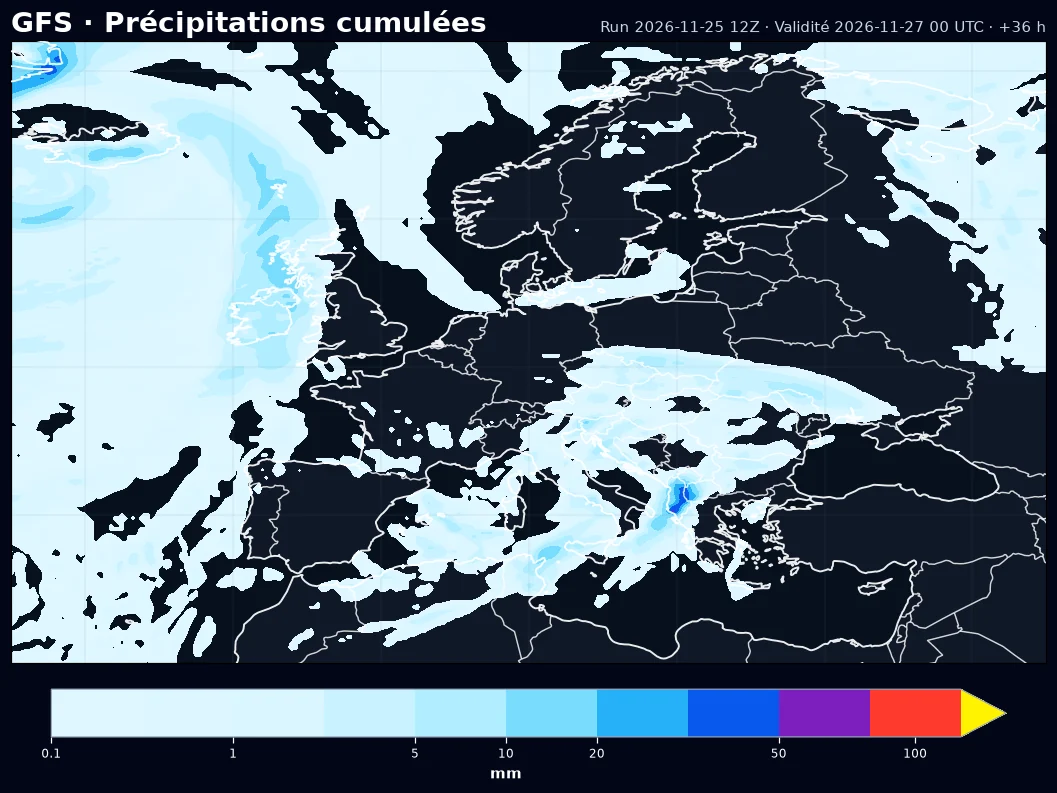 GFS · Précipitations cumulées
Run 2026-11-25 12Z · Validité 2026-11-27 00 UTC · +36 h
0.1 1 5 10 20 50 100
mm